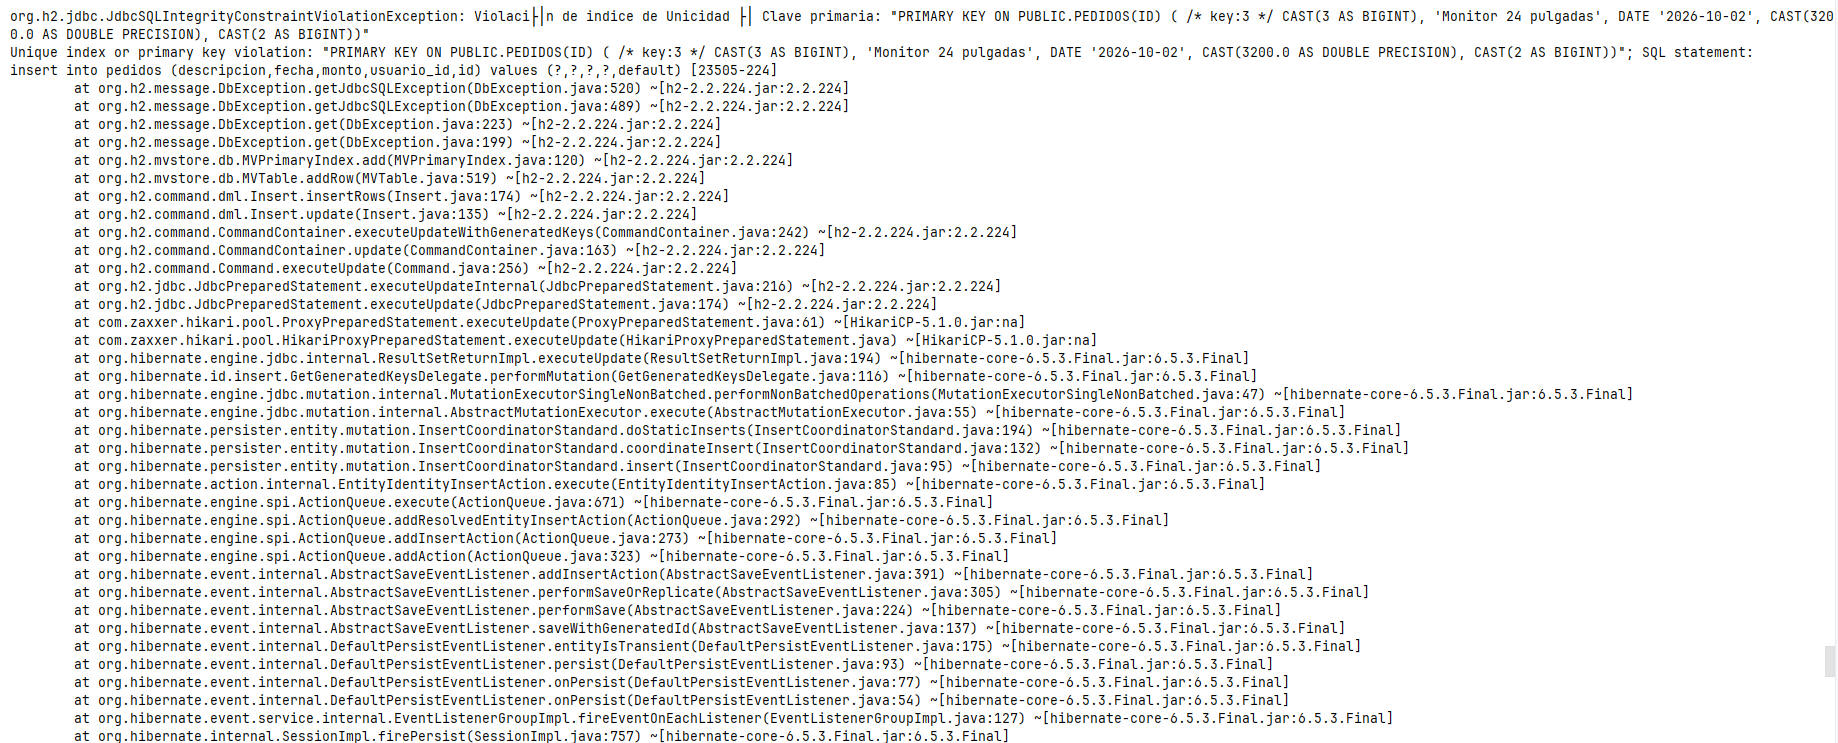 org.h2.jdbc.JdbcSQLIntegrityConstraintViolationException: Violaci├│n de indice de Unicidad ├│ Clave primaria: "PRIMARY KEY ON PUBLIC.PEDIDOS(ID) ( /* key:3 */ CAST(3 AS BIGINT), 'Monitor 24 pulgadas', DATE '2026-10-02', CAST(320
0.0 AS DOUBLE PRECISION), CAST(2 AS BIGINT))"
Unique index or primary key violation: "PRIMARY KEY ON PUBLIC.PEDIDOS(ID) ( /* key:3 */ CAST(3 AS BIGINT), 'Monitor 24 pulgadas', DATE '2026-10-02', CAST(3200.0 AS DOUBLE PRECISION), CAST(2 AS BIGINT))"; SQL statement:
insert into pedidos (descripcion,fecha,monto,usuario_id,id) values (?,?,?,?,default) [23505-224]
at org.h2.message.DbException.getJdbcSQLException(DbException.java:520) ~[h2-2.2.224.jar:2.2.224]
at org.h2.message.DbException.getJdbcSQLException(DbException.java:489) ~[h2-2.2.224.jar:2.2.224]
at org.h2.message.DbException.get(DbException.java:223) ~[h2-2.2.224.jar:2.2.224]
at org.h2.message.DbException.get(DbException.java:199) ~[h2-2.2.224.jar:2.2.224]
at org.h2.mvstore.db.MVPrimaryIndex.add(MVPrimaryIndex.java:120) ~[h2-2.2.224.jar:2.2.224]
at org.h2.mvstore.db.MVTable.addRow(MVTable.java:519) ~[h2-2.2.224.jar:2.2.224]
at org.h2.command.dml.Insert.insertRows(Insert.java:174) ~[h2-2.2.224.jar:2.2.224]
at org.h2.command.dml.Insert.update(Insert.java:135) ~[h2-2.2.224.jar:2.2.224]
at org.h2.command.CommandContainer.executeUpdateWithGeneratedKeys(CommandContainer.java:242) ~[h2-2.2.224.jar:2.2.224]
at org.h2.command.CommandContainer.update(CommandContainer.java:163) ~[h2-2.2.224.jar:2.2.224]
at org.h2.command.Command.executeUpdate(Command.java:256) ~[h2-2.2.224.jar:2.2.224]
at org.h2.jdbc.JdbcPreparedStatement.executeUpdateInternal(JdbcPreparedStatement.java:216) ~[h2-2.2.224.jar:2.2.224]
at org.h2.jdbc.JdbcPreparedStatement.executeUpdate(JdbcPreparedStatement.java:174) ~[h2-2.2.224.jar:2.2.224]
at com.zaxxer.hikari.pool.ProxyPreparedStatement.executeUpdate(ProxyPreparedStatement.java:61) ~[HikariCP-5.1.0.jar:na]
at com.zaxxer.hikari.pool.HikariProxyPreparedStatement.executeUpdate(HikariProxyPreparedStatement.java) ~[HikariCP-5.1.0.jar:na]
at org.hibernate.engine.jdbc.internal.ResultSetReturnImpl.executeUpdate(ResultSetReturnImpl.java:194) ~[hibernate-core-6.5.3.Final.jar:6.5.3.Final]
at org.hibernate.id.insert.GetGeneratedKeysDelegate.performMutation(GetGeneratedKeysDelegate.java:116) ~[hibernate-core-6.5.3.Final.jar:6.5.3.Final]
at org.hibernate.engine.jdbc.mutation.internal.MutationExecutorSingleNonBatched.performNonBatchedOperations(MutationExecutorSingleNonBatched.java:47) ~[hibernate-core-6.5.3.Final.jar:6.5.3.Final]
at org.hibernate.engine.jdbc.mutation.internal.AbstractMutationExecutor.execute(AbstractMutationExecutor.java:55) ~[hibernate-core-6.5.3.Final.jar:6.5.3.Final]
at org.hibernate.persister.entity.mutation.InsertCoordinatorStandard.doStaticInserts(InsertCoordinatorStandard.java:194) ~[hibernate-core-6.5.3.Final.jar:6.5.3.Final]
at org.hibernate.persister.entity.mutation.InsertCoordinatorStandard.coordinateInsert(InsertCoordinatorStandard.java:132) ~[hibernate-core-6.5.3.Final.jar:6.5.3.Final]
at org.hibernate.persister.entity.mutation.InsertCoordinatorStandard.insert(InsertCoordinatorStandard.java:95) ~[hibernate-core-6.5.3.Final.jar:6.5.3.Final]
at org.hibernate.action.internal.EntityIdentityInsertAction.execute(EntityIdentityInsertAction.java:85) ~[hibernate-core-6.5.3.Final.jar:6.5.3.Final]
at org.hibernate.engine.spi.ActionQueue.execute(ActionQueue.java:671) ~[hibernate-core-6.5.3.Final.jar:6.5.3.Final]
at org.hibernate.engine.spi.ActionQueue.addResolvedEntityInsertAction(ActionQueue.java:292) ~[hibernate-core-6.5.3.Final.jar:6.5.3.Final]
at org.hibernate.engine.spi.ActionQueue.addInsertAction(ActionQueue.java:273) ~[hibernate-core-6.5.3.Final.jar:6.5.3.Final]
at org.hibernate.engine.spi.ActionQueue.addAction(ActionQueue.java:323) ~[hibernate-core-6.5.3.Final.jar:6.5.3.Final]
at org.hibernate.event.internal.AbstractSaveEventListener.addInsertAction(AbstractSaveEventListener.java:391) ~[hibernate-core-6.5.3.Final.jar:6.5.3.Final]
at org.hibernate.event.internal.AbstractSaveEventListener.performSaveOrReplicate(AbstractSaveEventListener.java:305) ~[hibernate-core-6.5.3.Final.jar:6.5.3.Final]
at org.hibernate.event.internal.AbstractSaveEventListener.performSave(AbstractSaveEventListener.java:224) ~[hibernate-core-6.5.3.Final.jar:6.5.3.Final]
at org.hibernate.event.internal.AbstractSaveEventListener.saveWithGeneratedId(AbstractSaveEventListener.java:137) ~[hibernate-core-6.5.3.Final.jar:6.5.3.Final]
at org.hibernate.event.internal.DefaultPersistEventListener.entityIsTransient(DefaultPersistEventListener.java:175) ~[hibernate-core-6.5.3.Final.jar:6.5.3.Final]
at org.hibernate.event.internal.DefaultPersistEventListener.persist(DefaultPersistEventListener.java:93) ~[hibernate-core-6.5.3.Final.jar:6.5.3.Final]
at org.hibernate.event.internal.DefaultPersistEventListener.onPersist(DefaultPersistEventListener.java:77) ~[hibernate-core-6.5.3.Final.jar:6.5.3.Final]
at org.hibernate.event.internal.DefaultPersistEventListener.onPersist(DefaultPersistEventListener.java:54) ~[hibernate-core-6.5.3.Final.jar:6.5.3.Final]
at org.hibernate.event.service.internal.EventListenerGroupImpl.fireEventOnEachListener(EventListenerGroupImpl.java:127) ~[hibernate-core-6.5.3.Final.jar:6.5.3.Final]
at org.hibernate.internal.SessionImpl.firePersist(SessionImpl.java:757) ~[hibernate-core-6.5.3.Final.jar:6.5.3.Final]